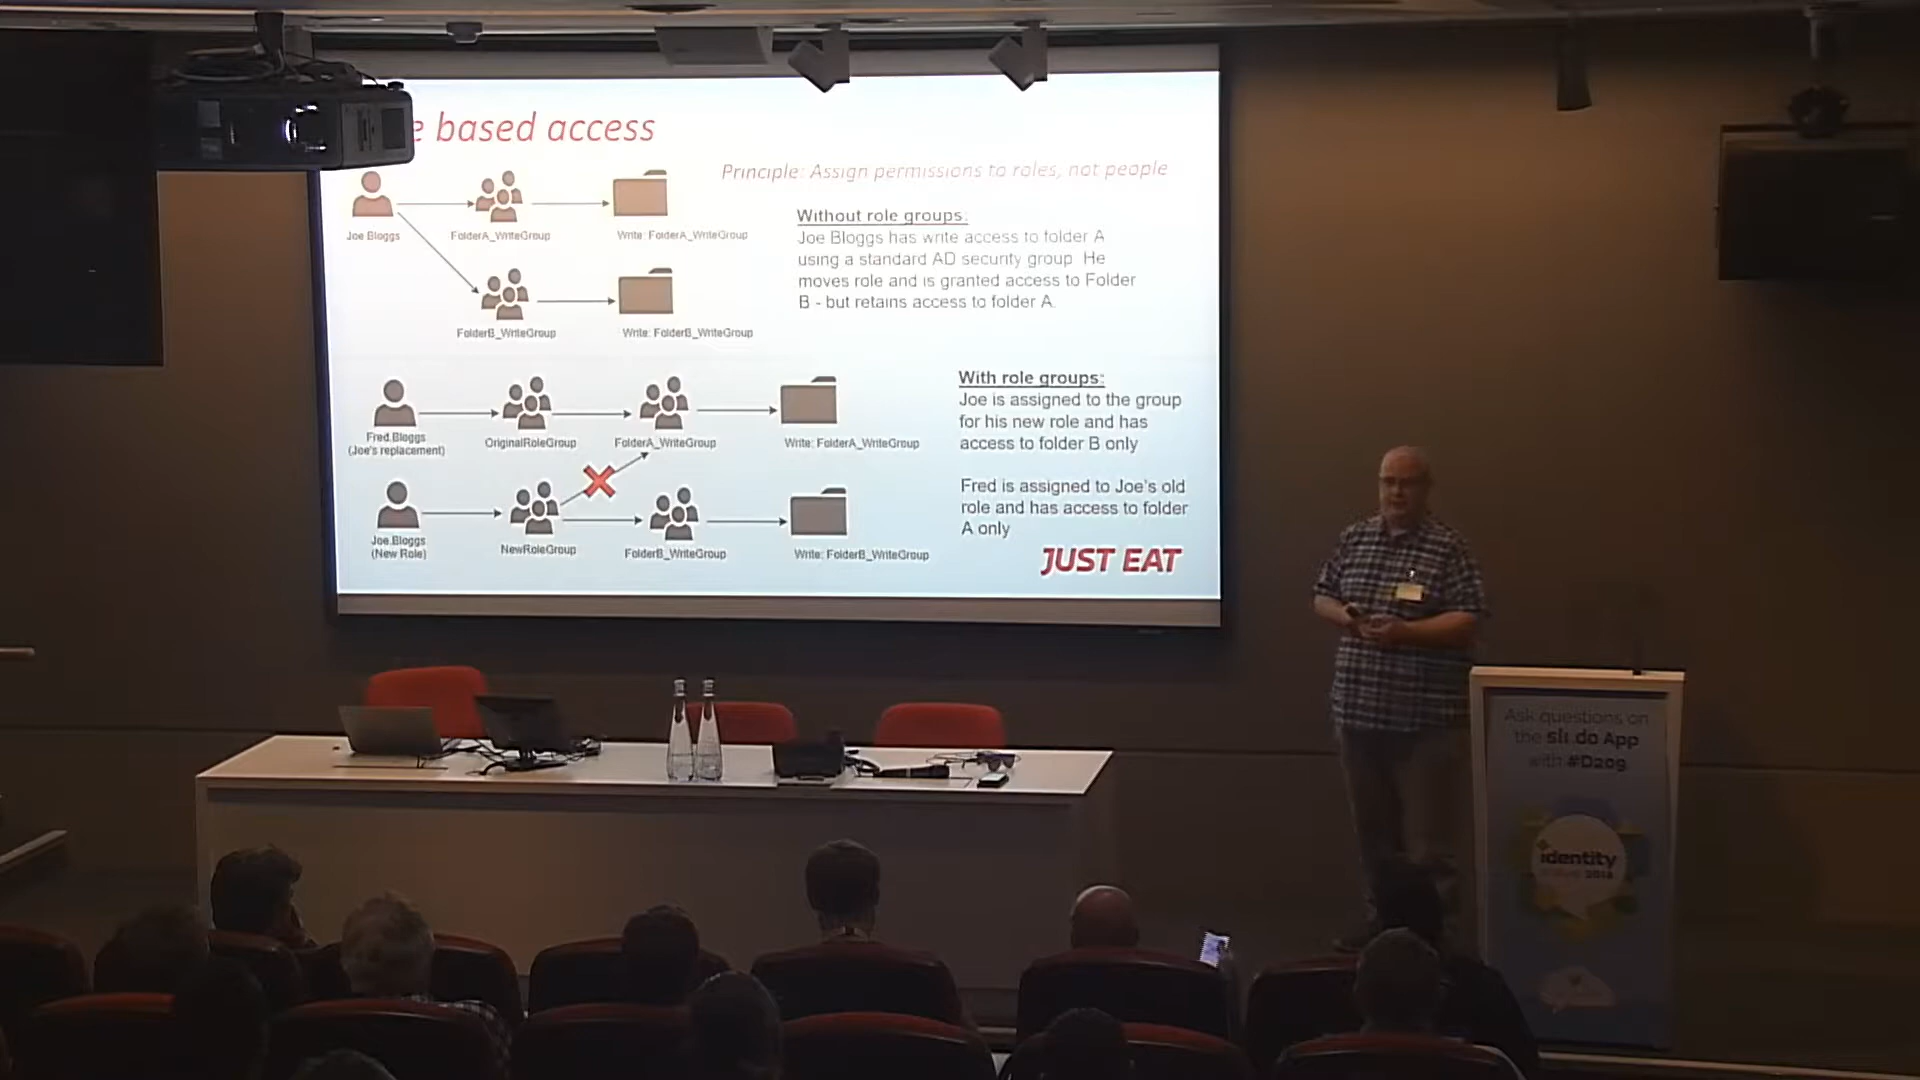 e based access
Principle: Assign permissions to roles, not people
Joe Bloggs
FolderA_WriteGroup
Write: FolderA_WriteGroup
FolderB_WriteGroup
Write: FolderB_WriteGroup
Without role groups:
Joe Bloggs has write access to folder A
using a standard AD security group. He
moves role and is granted access to Folder
B - but retains access to folder A.
Fred.Bloggs
(Joe's replacement)
OriginalRoleGroup
FolderA_WriteGroup
Write: FolderA_WriteGroup
Joe.Bloggs
(New Role)
NewRoleGroup
FolderB_WriteGroup
Write: FolderB_WriteGroup
With role groups:
Joe is assigned to the group
for his new role and has
access to folder B only
Fred is assigned to Joe's old
role and has access to folder
A only
JUST EAT
Ask questions on
the sli.do App
with #D209
identity
2018